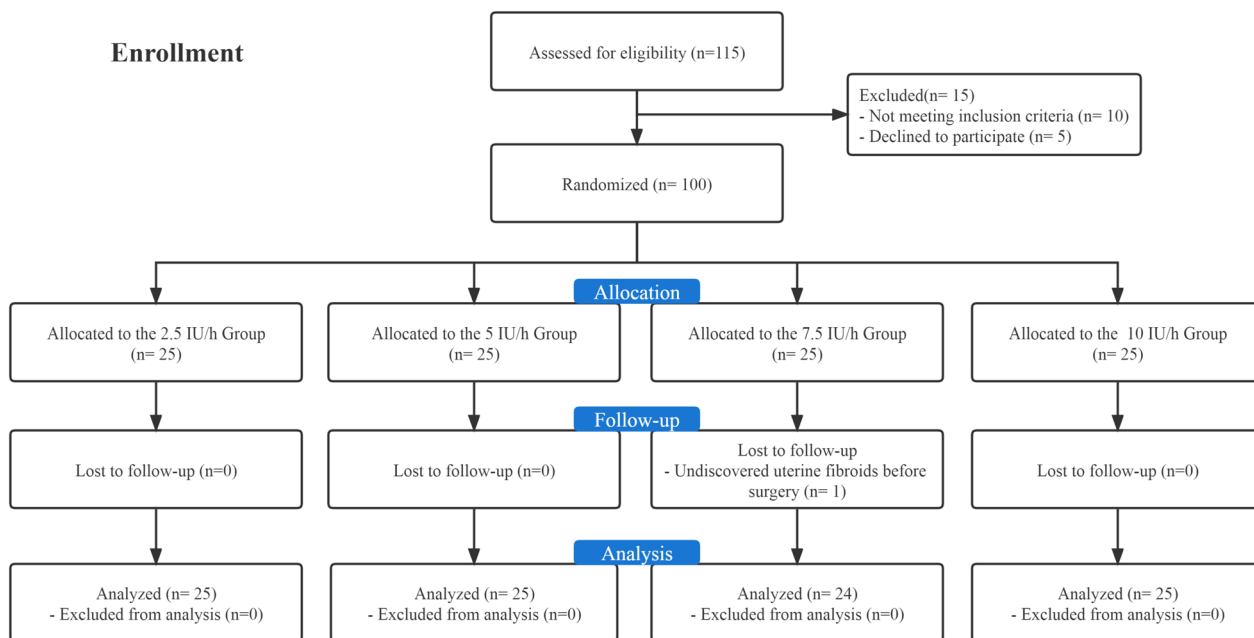 Enrollment
Assessed for eligibility (n=115)
Excluded(n= 15)
- Not meeting inclusion criteria (n= 10)
- Declined to participate (n= 5)
Randomized (n= 100)
Allocation
Allocated to the 2.5 IU/h Group
(n= 25)
Allocated to the 5 IU/h Group
(n= 25)
Allocated to the 7.5 IU/h Group
(n= 25)
Allocated to the  10 IU/h Group
(n= 25)
Follow-up
Lost to follow-up (n=0)
Lost to follow-up (n=0)
Lost to follow-up
- Undiscovered uterine fibroids before
surgery (n= 1)
Lost to follow-up (n=0)
Analysis
Analyzed (n= 25)
- Excluded from analysis (n=0)
Analyzed (n= 25)
- Excluded from analysis (n=0)
Analyzed (n= 24)
- Excluded from analysis (n=0)
Analyzed (n= 25)
- Excluded from analysis (n=0)